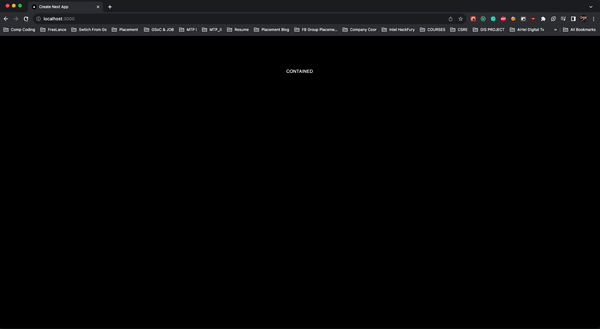 Create Next App
localhost:3000
Comp Coding FreeLance Switch From Gs Placement GSoC & JOB MTP I MTP_II Resume Placement Blog FB Group Placeme... Company Coor Intel HackFury COURSES CSRE GIS PROJECT Airtel Digital Tv » All Bookmarks
CONTAINED